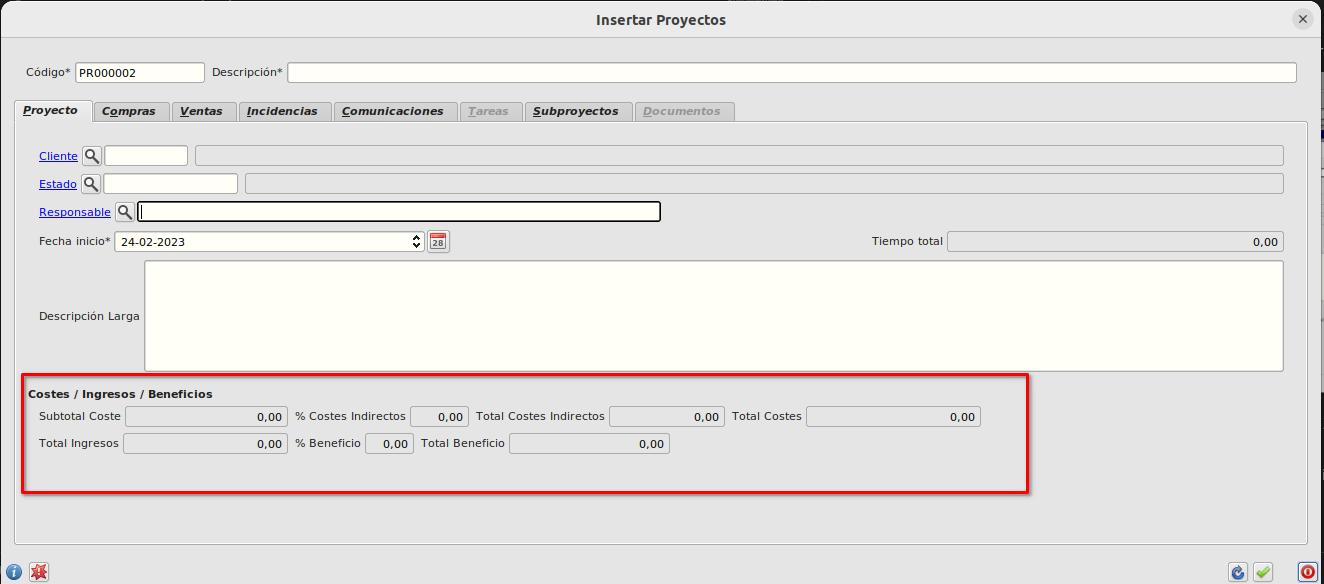 Insertar Proyectos
Código* PR000002 Descripción*
Proyecto Compras Ventas Incidencias Comunicaciones Tareas Subproyectos Documentos
Cliente
Estado
Responsable
Fecha inicio* 24-02-2023 28 Tiempo total 0,00
Descripción Larga
Costes / Ingresos / Beneficios
Subtotal Coste 0,00 % Costes Indirectos 0,00 Total Costes Indirectos 0,00 Total Costes 0,00
Total Ingresos 0,00 % Beneficio 0,00 Total Beneficio 0,00